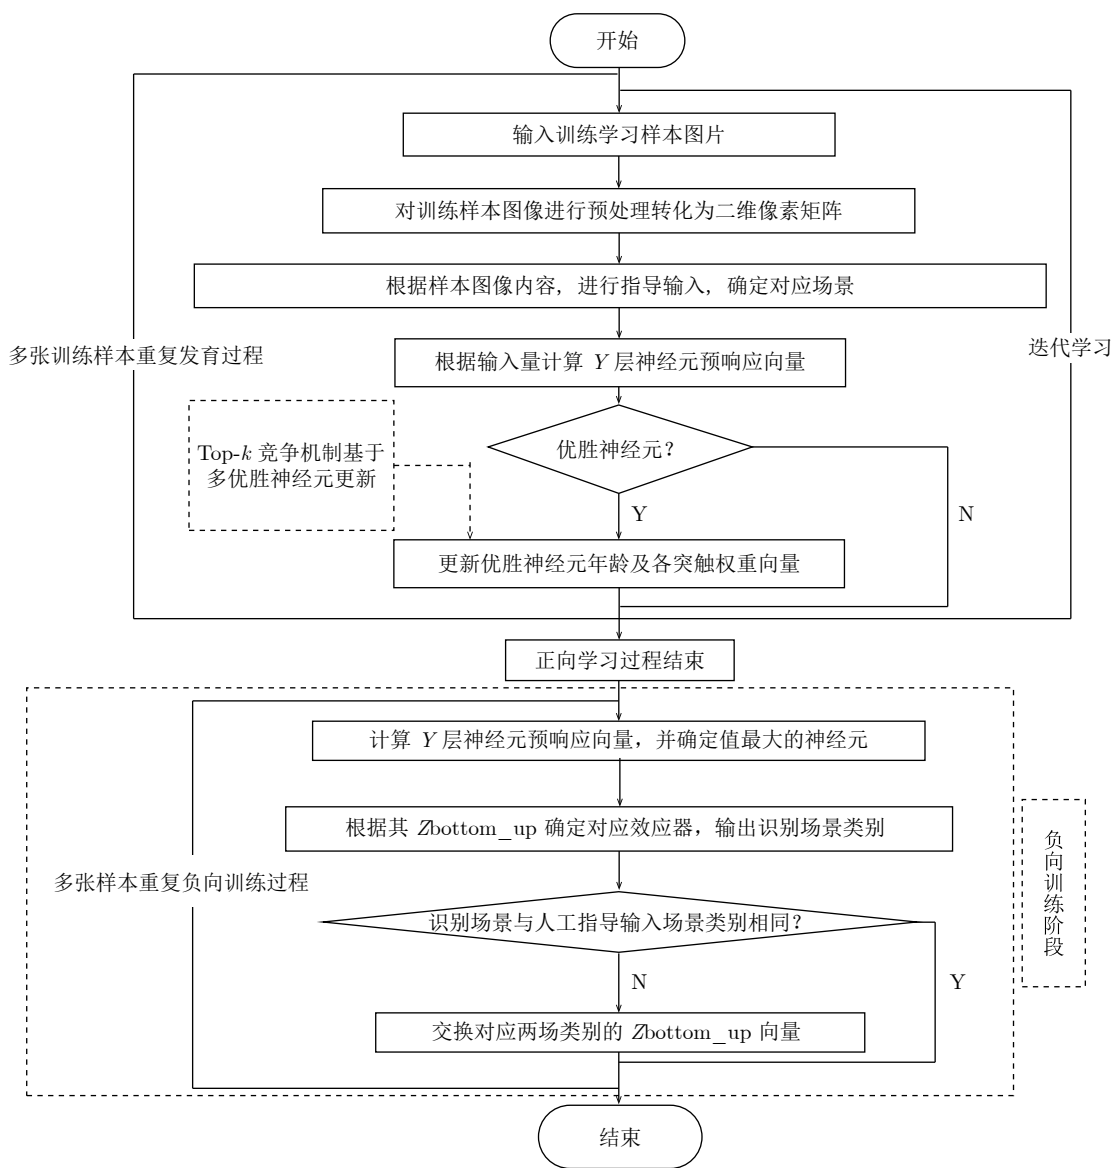 开始
输入训练学习样本图片
对训练样本图像进行预处理转化为二维像素矩阵
根据样本图像内容, 进行指导输入, 确定对应场景
多张训练样本重复发育过程
根据输入量计算 Y 层神经元预响应向量
迭代学习
Top-k 竞争机制基于
多优胜神经元更新
优胜神经元?
Y
N
更新优胜神经元年龄及各突触权重向量
正向学习过程结束
计算 Y 层神经元预响应向量，并确定值最大的神经元
根据其 Zbottom_up 确定对应效应器，输出识别场景类别
多张样本重复负向训练过程
负向训练阶段
识别场景与人工指导输入场景类别相同?
N
Y
交换对应两场类别的 Zbottom_up 向量
结束